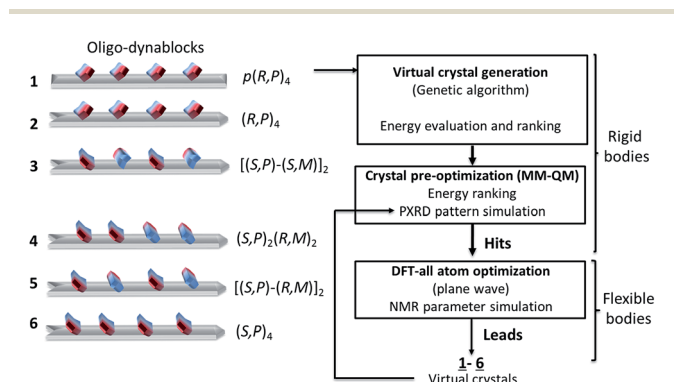 Oligo-dynablocks
1 p(R,P)4
2 (R,P)4
3 [(S,P)-(S,M)]2
4 (S,P)2(R,M)2
5 [(S,P)-(R,M)]2
6 (S,P)4
Virtual crystal generation
(Genetic algorithm)
Energy evaluation and ranking
Crystal pre-optimization (MM-QM)
Energy ranking
PXRD pattern simulation
Hits
DFT-all atom optimization
(plane wave)
NMR parameter simulation
Leads
1- 6
Virtual crystals
Rigid
bodies
Flexible
bodies